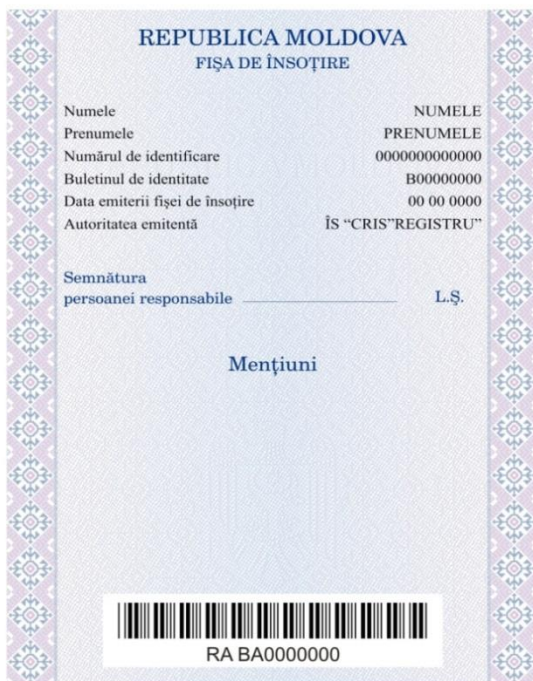 REPUBLICA MOLDOVA
FIŞA DE ÎNSOŢIRE
Numele NUMELE
Prenumele PRENUMELE
Numărul de identificare 0000000000000
Buletinul de identitate B00000000
Data emiterii fişei de însoţire 00 00 0000
Autoritatea emitentă ÎS “CRIS”REGISTRU”
Semnătura
persoanei responsabile L.Ş.
Menţiuni
RA BA0000000